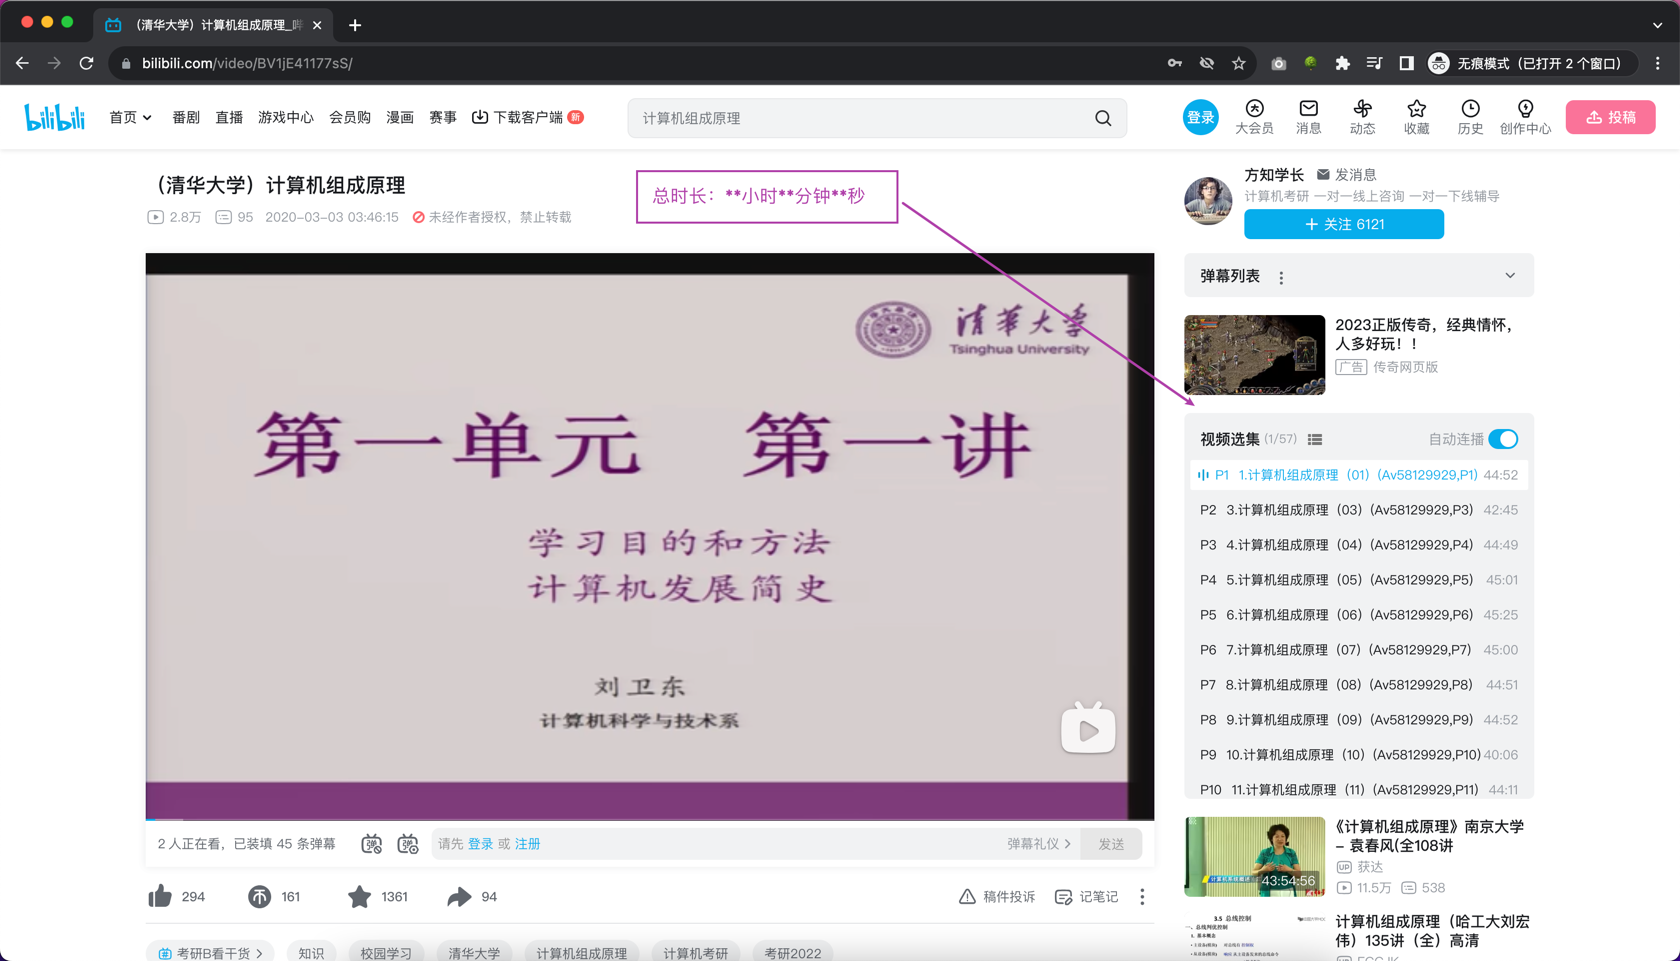 （清华大学）计算机组成原理_哔
bilibili.com/video/BV1jE41177sS/
无痕模式（已打开 2 个窗口）
bilibili
首页
番剧
直播
游戏中心
会员购
漫画
赛事
下载客户端
新
计算机组成原理
登录
大会员
消息
动态
收藏
历史
创作中心
投稿
（清华大学）计算机组成原理
2.8万
95
2020-03-03 03:46:15
未经作者授权，禁止转载
总时长：**小时**分钟**秒
方知学长
发消息
计算机考研 一对一线上咨询 一对一下线辅导
+ 关注 6121
清华大学
Tsinghua University
第一单元 第一讲
学习目的和方法
计算机发展简史
刘卫东
计算机科学与技术系
弹幕列表
2023正版传奇，经典情怀，
人多好玩！！
广告 传奇网页版
视频选集 (1/57)
自动连播
P1 1.计算机组成原理（01）(Av58129929,P1) 44:52
P2 3.计算机组成原理（03）(Av58129929,P3) 42:45
P3 4.计算机组成原理（04）(Av58129929,P4) 44:49
P4 5.计算机组成原理（05）(Av58129929,P5) 45:01
P5 6.计算机组成原理（06）(Av58129929,P6) 45:25
P6 7.计算机组成原理（07）(Av58129929,P7) 45:00
P7 8.计算机组成原理（08）(Av58129929,P8) 44:51
P8 9.计算机组成原理（09）(Av58129929,P9) 44:52
P9 10.计算机组成原理（10）(Av58129929,P10) 40:06
P10 11.计算机组成原理（11）(Av58129929,P11) 44:11
2 人正在看，已装填 45 条弹幕
弹
弹
请先 登录 或 注册
弹幕礼仪
发送
294
161
1361
94
稿件投诉
记笔记
考研B看干货
知识
校园学习
清华大学
计算机组成原理
计算机考研
考研2022
43:54:56
《计算机组成原理》南京大学
- 袁春风(全108讲
UP 获达
11.5万
538
3.5 总线控制
计算机组成原理（哈工大刘宏
伟）135讲（全）高清